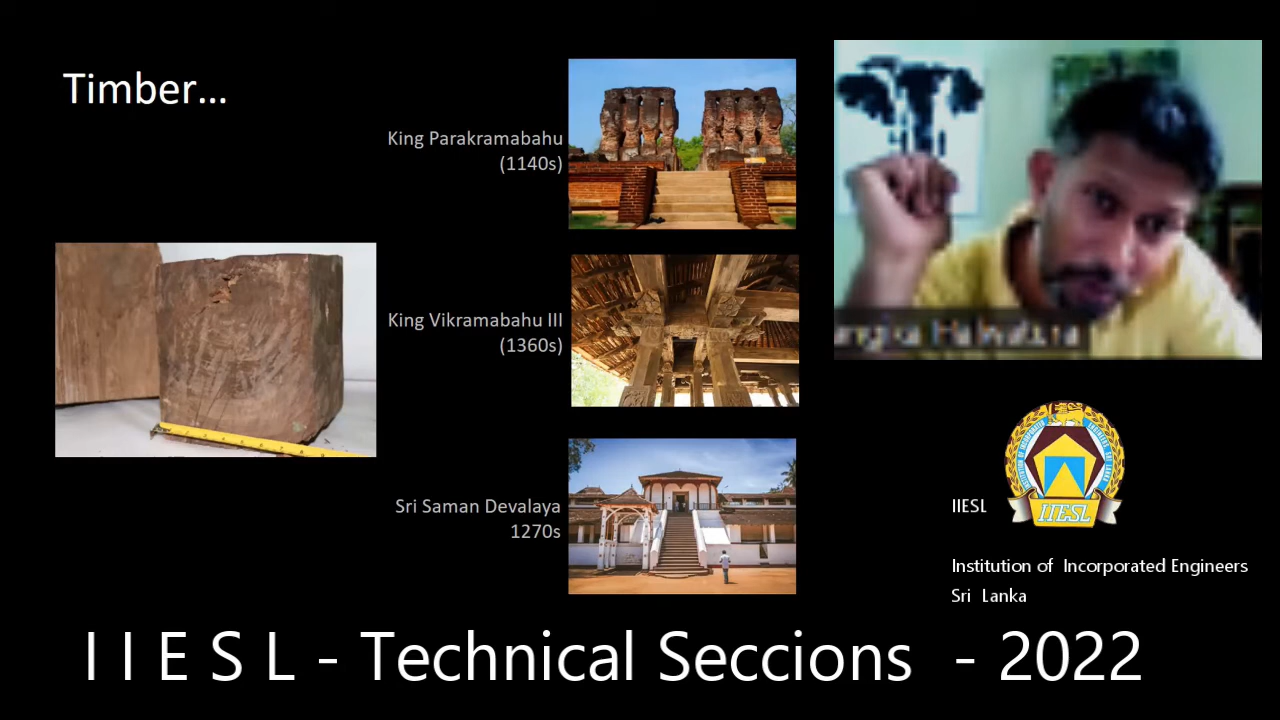 Timber...
King Parakramabahu
(1140s)
King Vikramabahu III
(1360s)
Sri Saman Devalaya
1270s
IIESL
IIESL
Institution of Incorporated Engineers
Sri Lanka
I I E S L - Technical Seccions - 2022